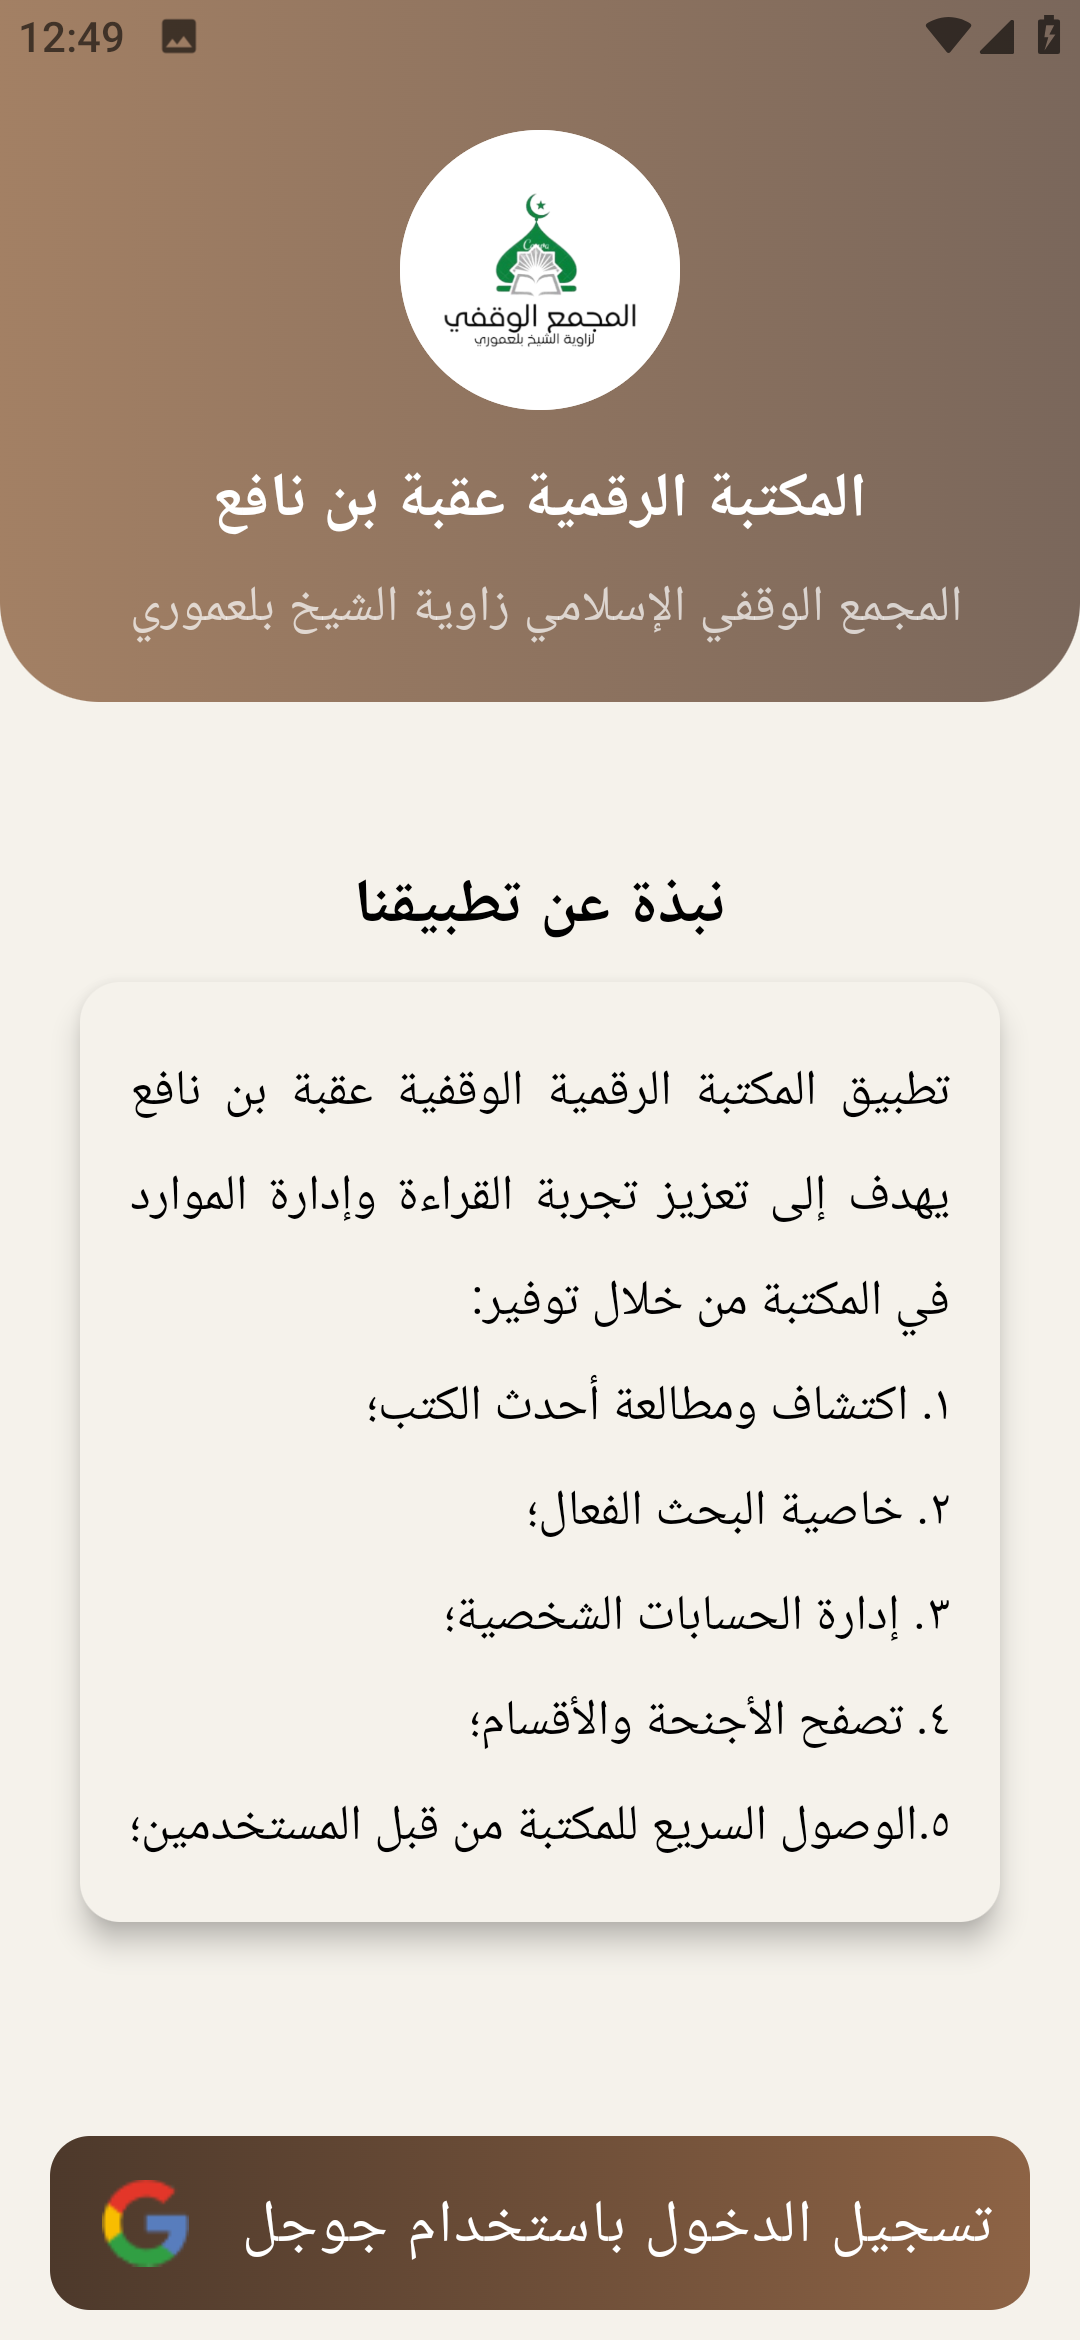 12:49
المجمع الوقفي
لزاوية الشيخ بلعموري
المكتبة الرقمية عقبة بن نافع
المجمع الوقفي الإسلامي زاوية الشيخ بلعموري
نبذة عن تطبيقنا
تطبيق المكتبة الرقمية الوقفية عقبة بن نافع
يهدف إلى تعزيز تجربة القراءة وإدارة الموارد
في المكتبة من خلال توفير:
١. اكتشاف ومطالعة أحدث الكتب؛
٢. خاصية البحث الفعال؛
٣. إدارة الحسابات الشخصية؛
٤. تصفح الأجنحة والأقسام؛
٥.الوصول السريع للمكتبة من قبل المستخدمين؛
تسجيل الدخول باستخدام جوجل